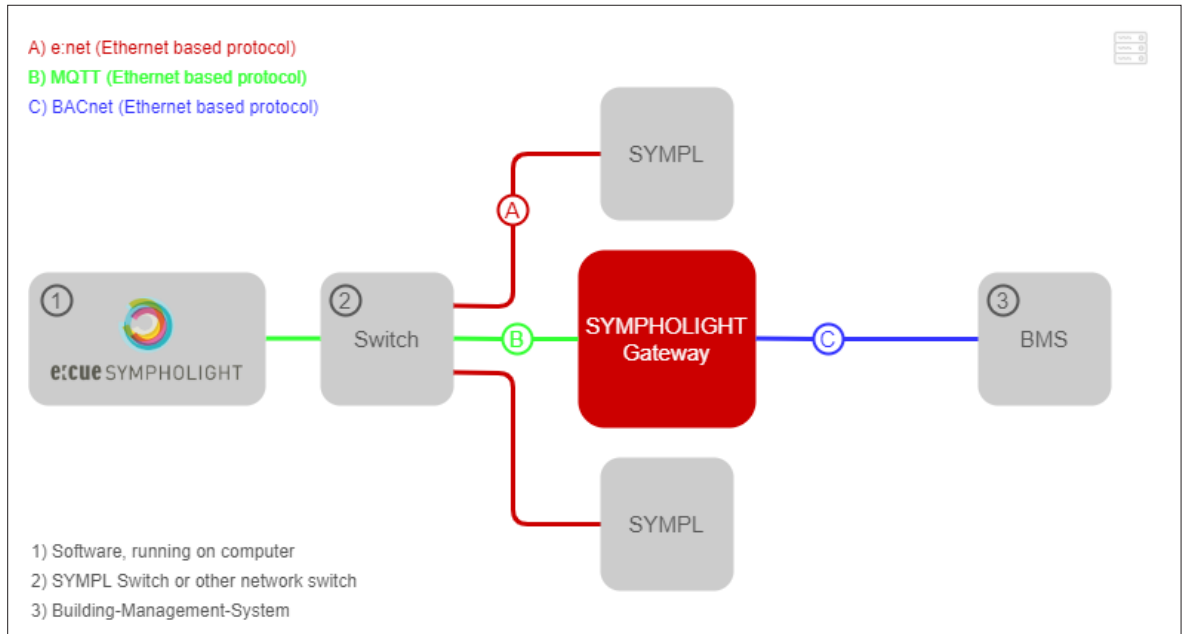 A) e:net (Ethernet based protocol)
B) MQTT (Ethernet based protocol)
C) BACnet (Ethernet based protocol)
SYMPL
A
1
e:cue SYMPHOLIGHT
2
Switch
B
SYMPHOLIGHT
Gateway
C
3
BMS
SYMPL
1) Software, running on computer
2) SYMPL Switch or other network switch
3) Building-Management-System